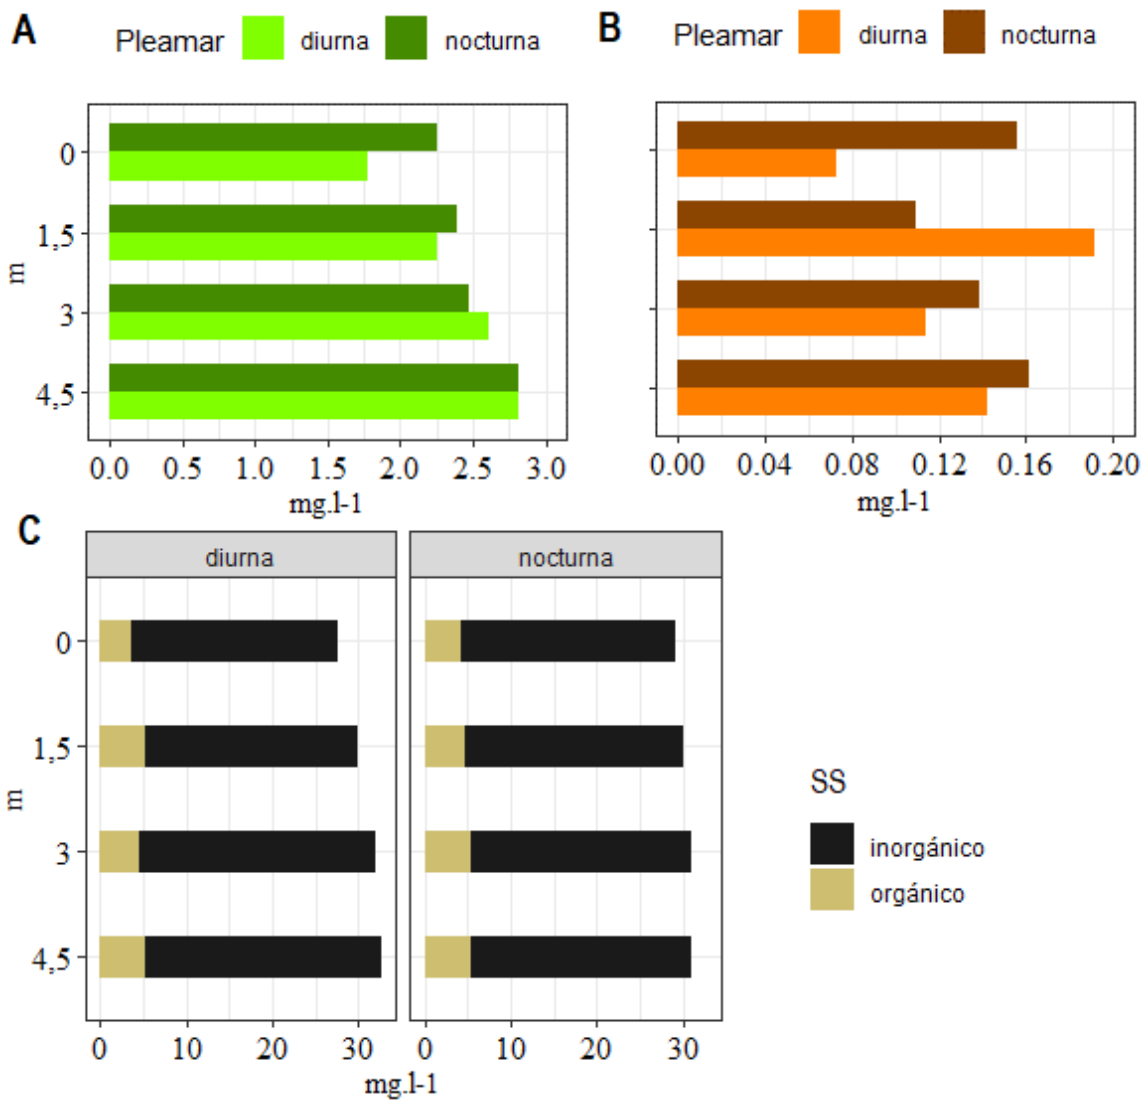 A
Pleamar diurna nocturna
0
1,5
3
4,5
m
0.0 0.5 1.0 1.5 2.0 2.5 3.0
mg.l-1
B
Pleamar diurna nocturna
0.00 0.04 0.08 0.12 0.16 0.20
mg.l-1
C
diurna nocturna
0
1,5
3
4,5
m
0 10 20 30 0 10 20 30
mg.l-1
SS
inorgánico
orgánico